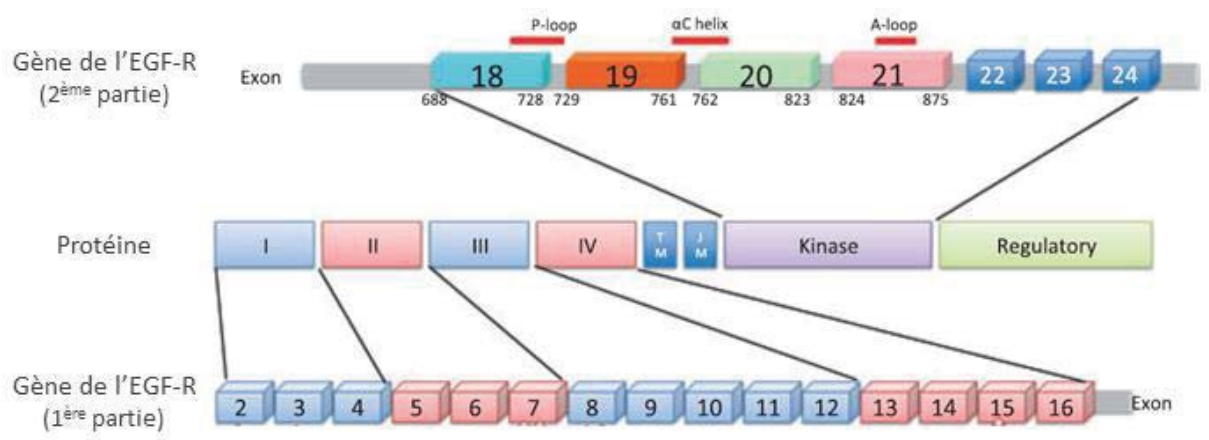 P-loop αC helix A-loop
Gène de l'EGF-R
(2ème partie)
Exon 18 19 20 21 22 23 24
688 728 729 761 762 823 824 875
Protéine I II III IV TM JM Kinase Regulatory
Gène de l'EGF-R
(1ère partie)
2 3 4 5 6 7 8 9 10 11 12 13 14 15 16 Exon